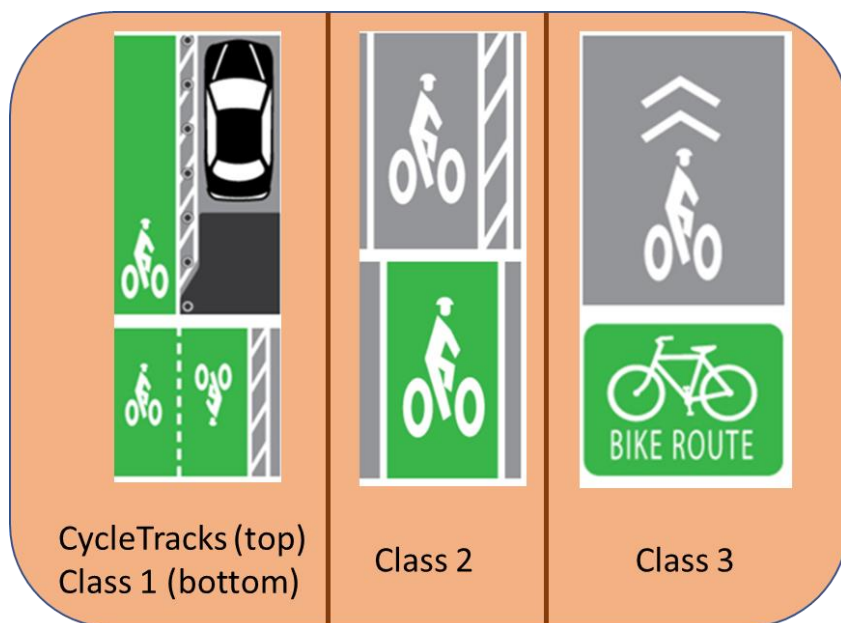 BIKE ROUTE
CycleTracks (top)
Class 1 (bottom)
Class 2
Class 3